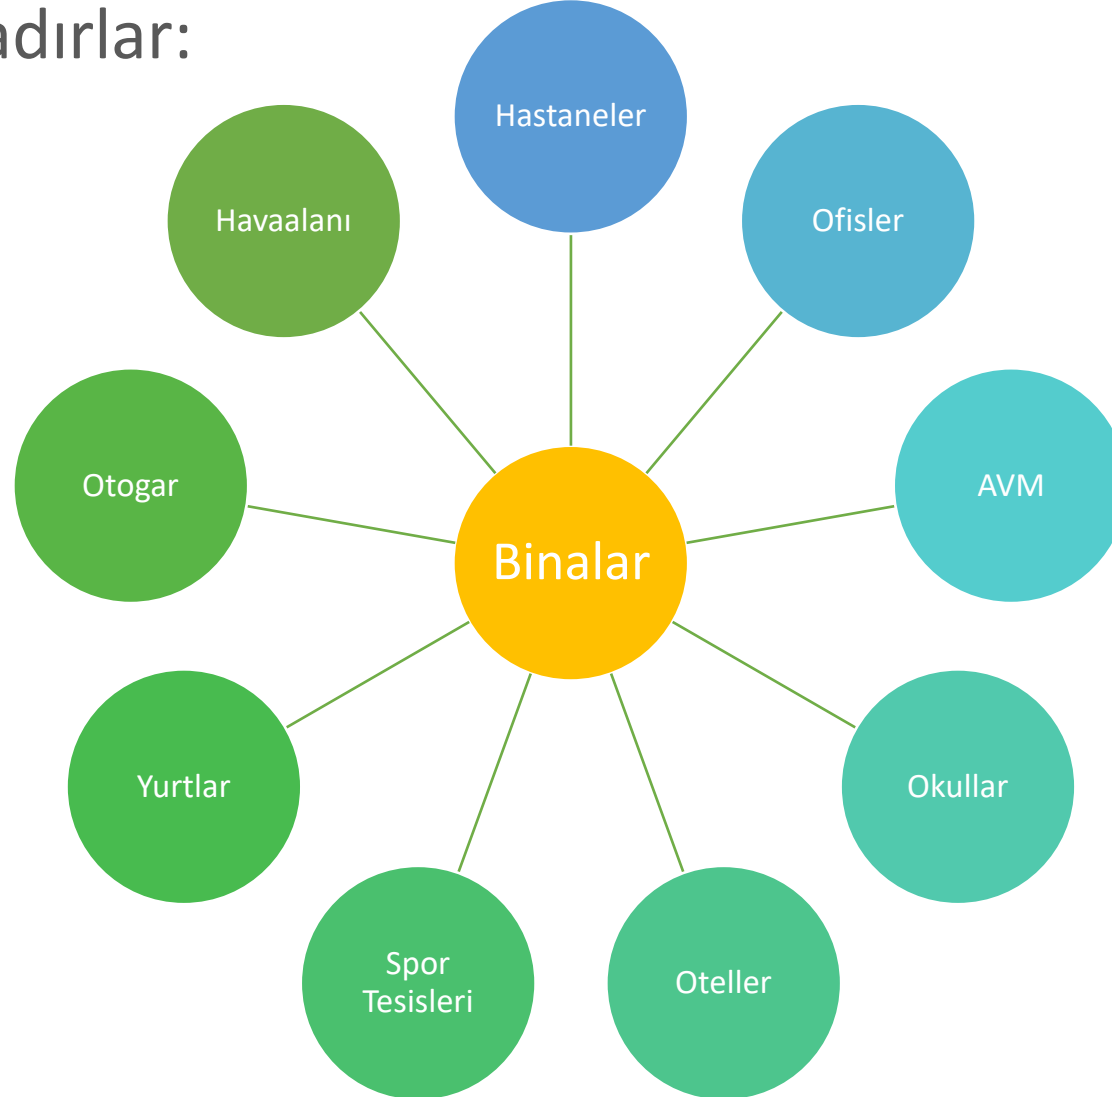 adırlar:
Hastaneler
Ofisler
AVM
Okullar
Oteller
Spor
Tesisleri
Yurtlar
Otogar
Havaalanı
Binalar